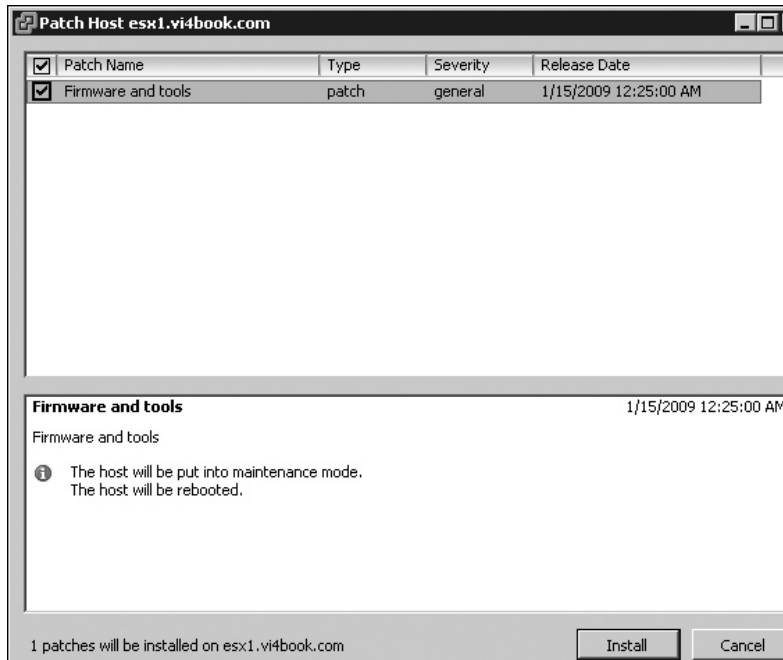 Patch Host esx1.vi4book.com
Patch Name Type Severity Release Date
Firmware and tools patch general 1/15/2009 12:25:00 AM
Firmware and tools 1/15/2009 12:25:00 AM
Firmware and tools
The host will be put into maintenance mode.
The host will be rebooted.
1 patches will be installed on esx1.vi4book.com Install Cancel